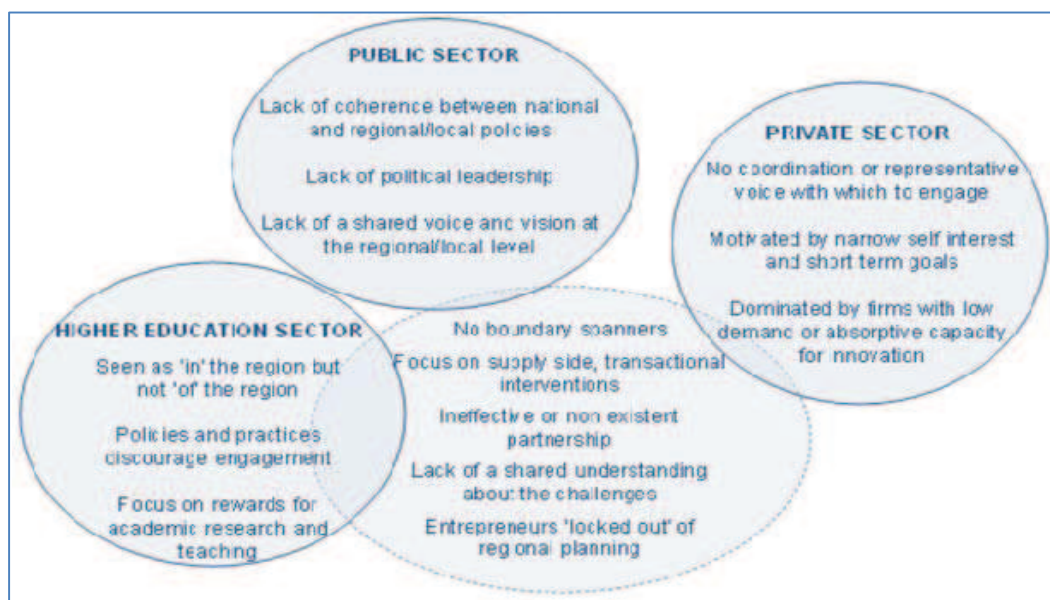 PUBLIC SECTOR
Lack of coherence between national
and regional/local policies
Lack of political leadership
Lack of a shared voice and vision at
the regional/local level
PRIVATE SECTOR
No coordination or representative
voice with which to engage
Motivated by narrow self interest
and short term goals
Dominated by firms with low
demand or absorptive capacity
for innovation
HIGHER EDUCATION SECTOR
Seen as 'in' the region but
not 'of' the region
Policies and practices
discourage engagement
Focus on rewards for
academic research and
teaching
No boundary spanners
Focus on supply side, transactional
interventions
Ineffective or non existent
partnership
Lack of a shared understanding
about the challenges
Entrepreneurs 'locked out' of
regional planning